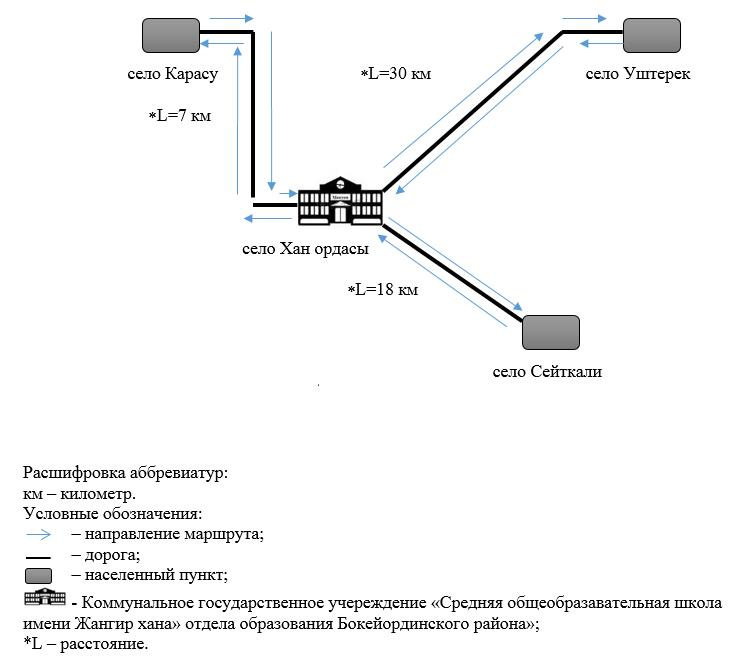 село Карасу
*L=30 км
село Уштерек
*L=7 км
село Хан ордасы
*L=18 км
село Сейткали
Расшифровка аббревиатур:
км – километр.
Условные обозначения:
– направление маршрута;
– дорога;
– населенный пункт;
- Коммунальное государственное учереждение «Средняя общеобразавательная школа
имени Жангир хана» отдела образования Бокейординского района»;
*L – расстояние.